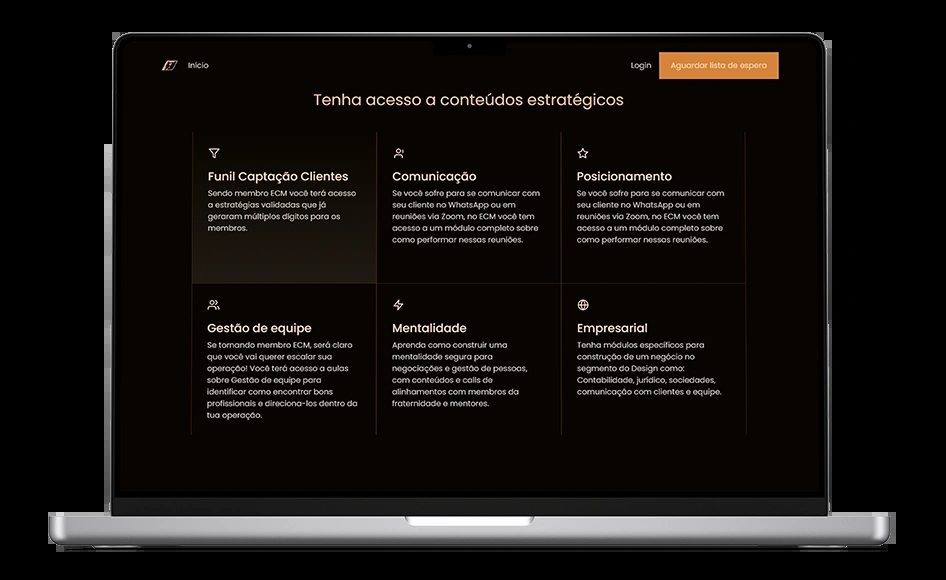 Início
Login
Aguardar lista de espera
Tenha acesso a conteúdos estratégicos
Funil Captação Clientes
Sendo membro ECM você terá acesso
a estratégias validadas que já
geraram múltiplos dígitos para os
membros.
Comunicação
Se você sofre para se comunicar com
seu cliente no WhatsApp ou em
reuniões via Zoom, no ECM você tem
acesso a um módulo completo sobre
como performar nessas reuniões.
Posicionamento
Se você sofre para se comunicar com
seu cliente no WhatsApp ou em
reuniões via Zoom, no ECM você tem
acesso a um módulo completo sobre
como performar nessas reuniões.
Gestão de equipe
Se tornando membro ECM, será claro
que você vai querer escalar sua
operação! Você terá acesso a aulas
sobre Gestão de equipe para
identificar como encontrar bons
profissionais e direciona-los dentro da
tua operação.
Mentalidade
Aprenda como construir uma
mentalidade segura para
negociações e gestão de pessoas,
com conteúdos e calls de
alinhamentos com membros da
fraternidade e mentores.
Empresarial
Tenha módulos específicos para
construção de um negócio no
segmento do Design como:
Contabilidade, jurídico, sociedades,
comunicação com clientes e equipe.